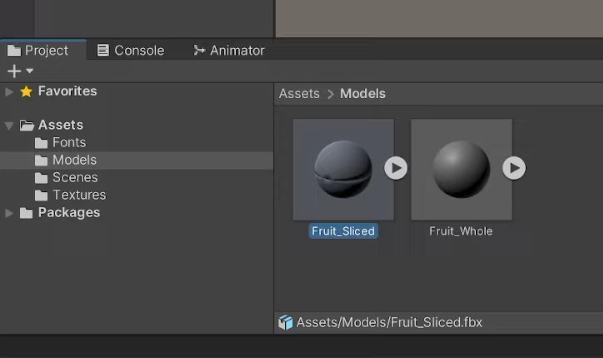 Project Console Animator
Favorites
Assets > Models
Assets
Fonts
Models
Scenes
Textures
Packages
Fruit_Sliced Fruit_Whole
Assets/Models/Fruit_Sliced.fbx